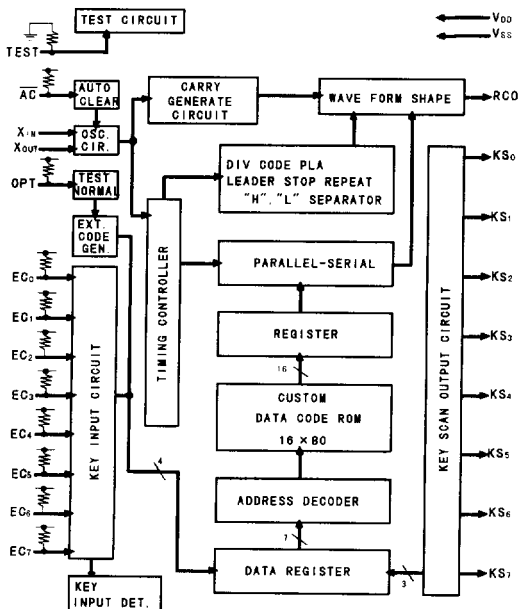 TEST CIRCUIT
TEST
VDD
VSS
AC
AUTO
CLEAR
CARRY
GENERATE
CIRCUIT
WAVE FORM SHAPE
RCO
XIN
XOUT
OSC.
CIR.
OPT
TEST
NORMAL
EXT.
CODE
GEN.
DIV CODE PLA
LEADER STOP REPEAT
"H". "L" SEPARATOR
TIMING CONTROLLER
PARALLEL-SERIAL
REGISTER
16
CUSTOM
DATA CODE ROM
16 × 80
ADDRESS DECODER
7
DATA REGISTER
4
3
EC0
EC1
EC2
EC3
EC4
EC5
EC6
EC7
KEY INPUT CIRCUIT
KEY
INPUT DET.
KEY SCAN OUTPUT CIRCUIT
KS0
KS1
KS2
KS3
KS4
KS5
KS6
KS7